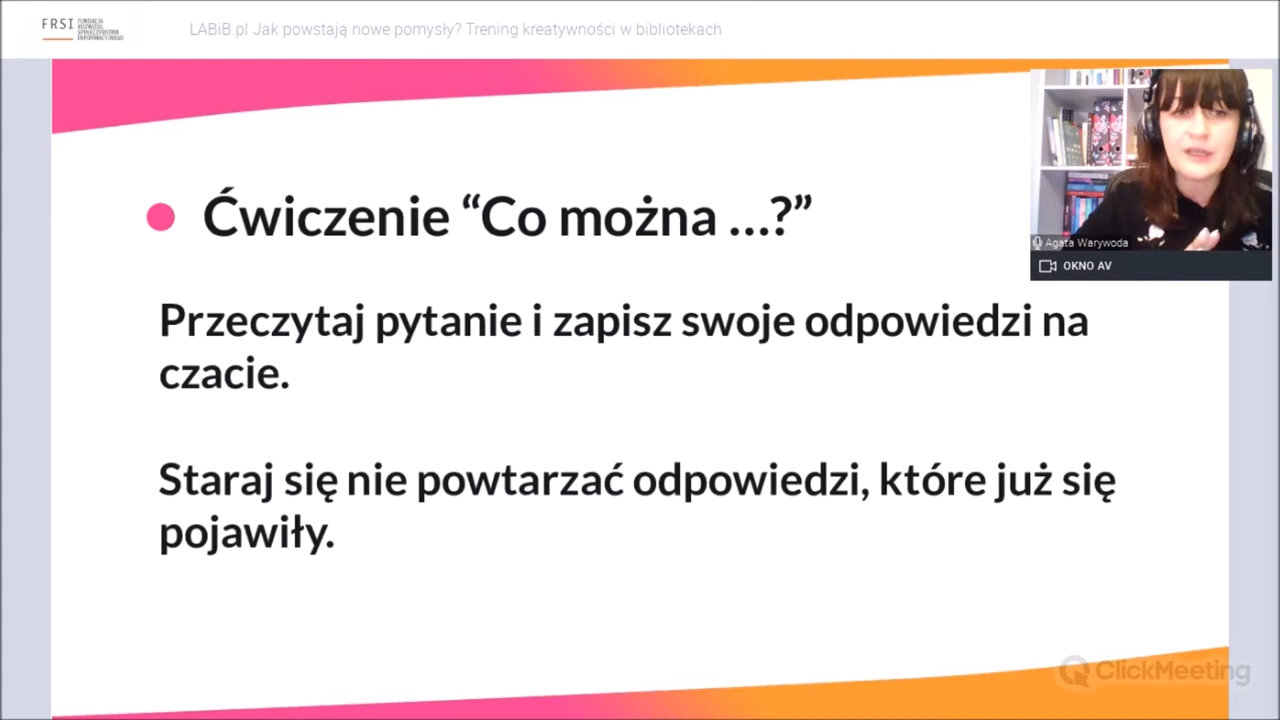 FRSI
FUNDACJA
ROZWOJU
SPOŁECZEŃSTWA
INFORMACYJNEGO
LABiB.pl Jak powstają nowe pomysły? Trening kreatywności w bibliotekach
Ćwiczenie “Co można ...?”
Przeczytaj pytanie i zapisz swoje odpowiedzi na
czacie.
Staraj się nie powtarzać odpowiedzi, które już się
pojawiły.
Agata Warywoda
OKNO AV
ClickMeeting